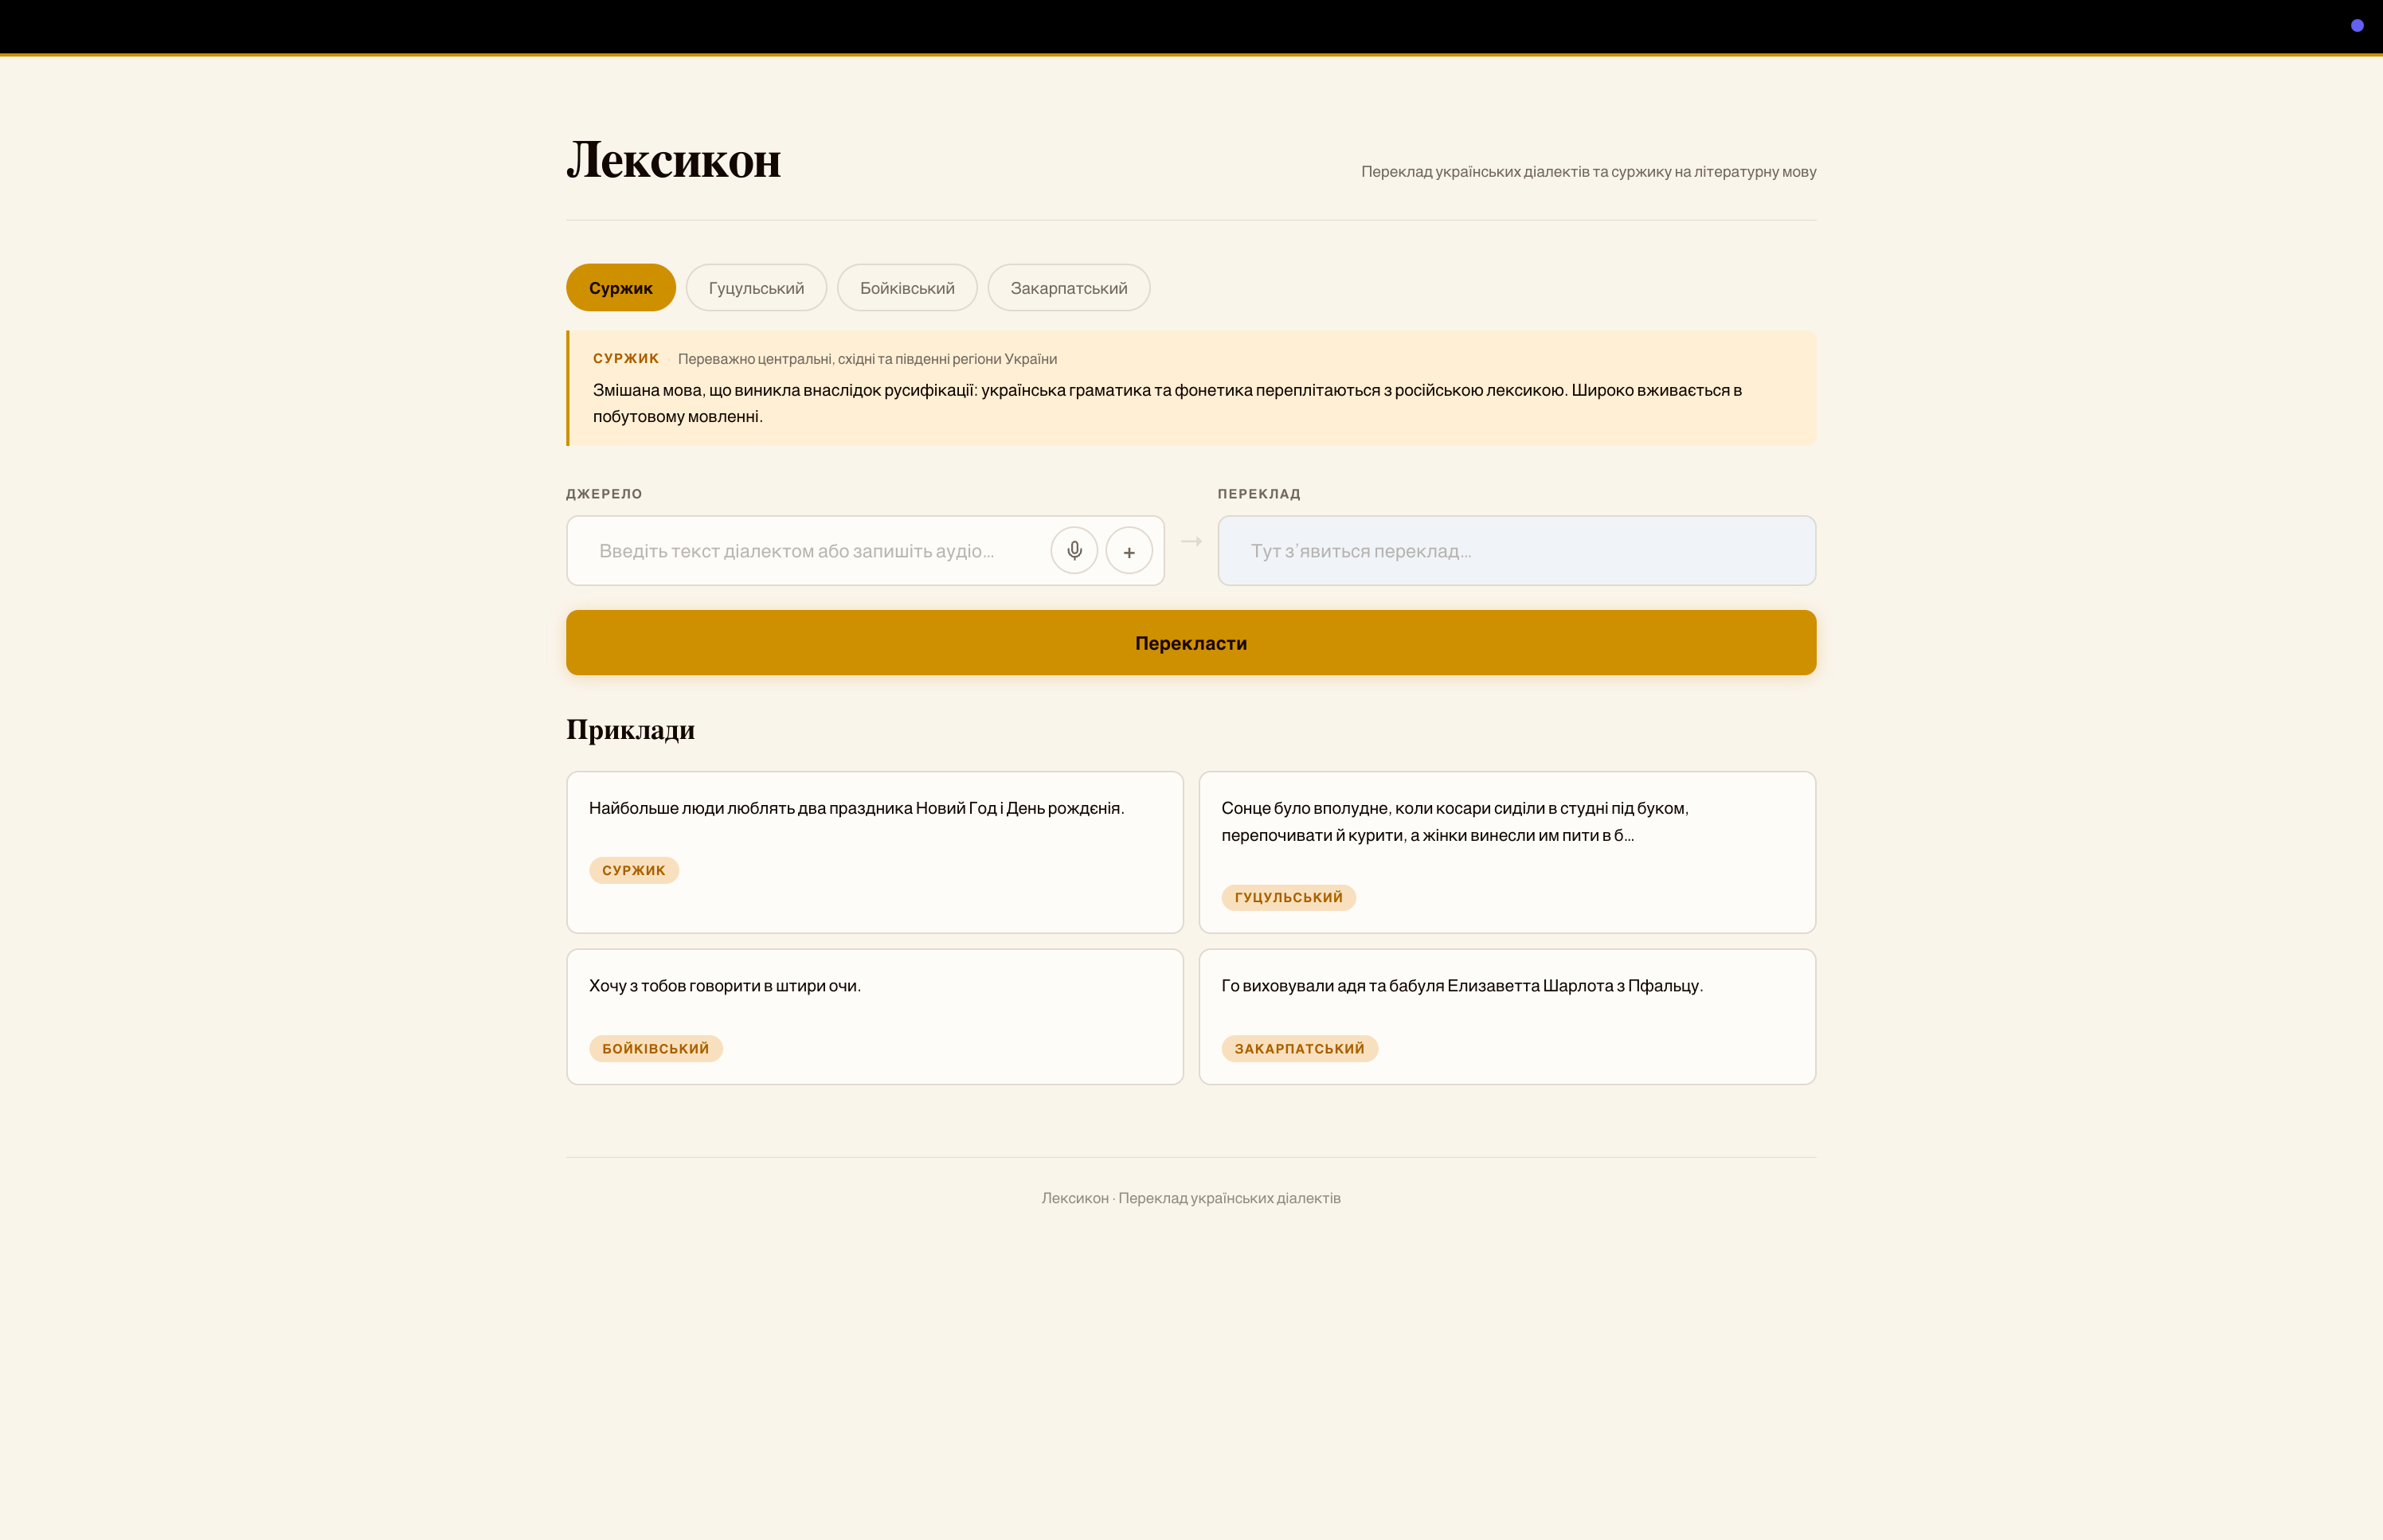 Лексикон
Переклад українських діалектів та суржику на літературну мову
Суржик
Гуцульський
Бойківський
Закарпатський
СУРЖИК Переважно центральні, східні та південні регіони України
Змішана мова, що виникла внаслідок русифікації: українська граматика та фонетика переплітаються з російською лексикою. Широко вживається в
побутовому мовленні.
ДЖЕРЕЛО
Введіть текст діалектом або запишіть аудіо...
+
→
ПЕРЕКЛАД
Тут з'явиться переклад...
Перекласти
Приклади
Найбольше люди люблять два праздника Новий Год і День рождєнія.
СУРЖИК
Сонце було вполудне, коли косари сиділи в студні під буком,
перепочивати й курити, а жінки винесли им пити в б...
ГУЦУЛЬСЬКИЙ
Хочу з тобов говорити в штири очи.
БОЙКІВСЬКИЙ
Го виховували адя та бабуля Елизаветта Шарлота з Пфальцу.
ЗАКАРПАТСЬКИЙ
Лексикон · Переклад українських діалектів